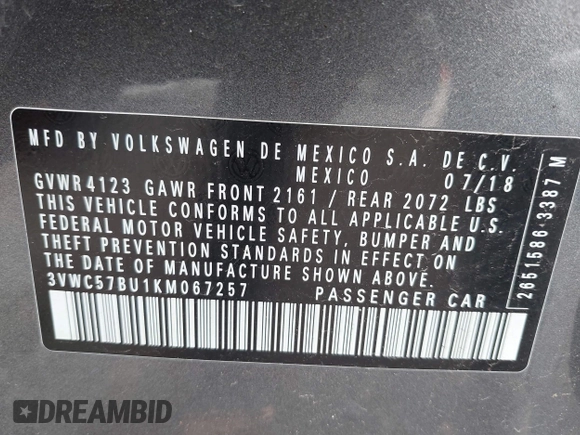 MFD BY VOLKSWAGEN DE MEXICO S.A. DE C.V.
MEXICO 07/18
GVWR 4123 GAWR FRONT 2161 / REAR 2072 LBS
THIS VEHICLE CONFORMS TO ALL APPLICABLE U.S.
FEDERAL MOTOR VEHICLE SAFETY, BUMPER AND
THEFT PREVENTION STANDARDS IN EFFECT ON
THE DATE OF MANUFACTURE SHOWN ABOVE.
3VWC57BU1KM067257 PASSENGER CAR
2651586-3387 M
DREAMBID